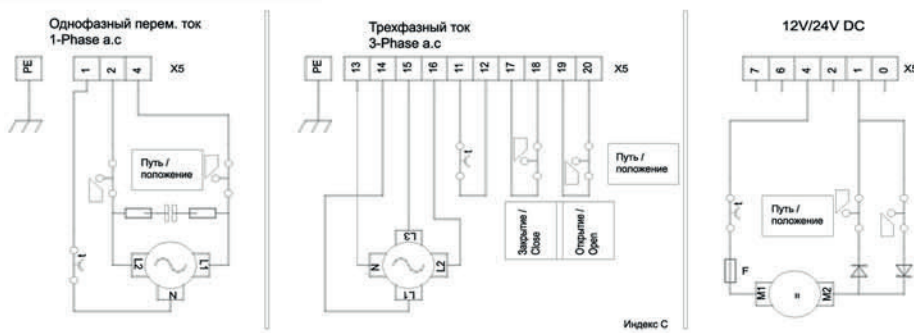 Однофазный перем. ток
1-Phase a.c
PE
1 2 4 X5
Путь /
положение
t
L2 L1
N
Трехфазный ток
3-Phase a.c
PE
13 14 15 16 11 12 17 18 19 20 X5
t
Путь /
положение
Закрытие /
Close
Открытие /
Open
L3
N L2
L1
Индекс C
12V/24V DC
7 6 4 2 1 0 X5
t
Путь /
положение
F
M1 M2